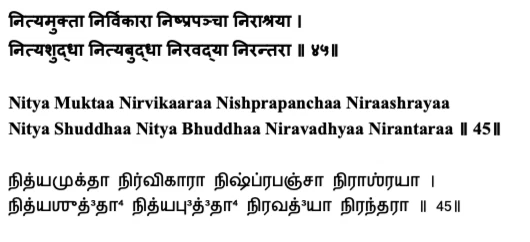 नित्यमुक्ता निर्विकारा निष्प्रपञ्चा निराश्रया ।
नित्यशुद्धा नित्यबुद्धा निरवद्या निरन्तरा ॥ ४५॥
Nitya Muktaa Nirvikaaraa Nishprapanchaa Niraashrayaa
Nitya Shuddhaa Nitya Bhuddhaa Niravadhyaa Nirantaraa ॥ 45॥
நித்யமுக்தா நிர்விகாரா நிஷ்ப்ரபஞ்சா நிராஶ்ரயா ।
நித்யஶுத்³தா⁴ நித்யபு³த்³தா⁴ நிரவத்³யா நிரந்தரா ॥ 45॥